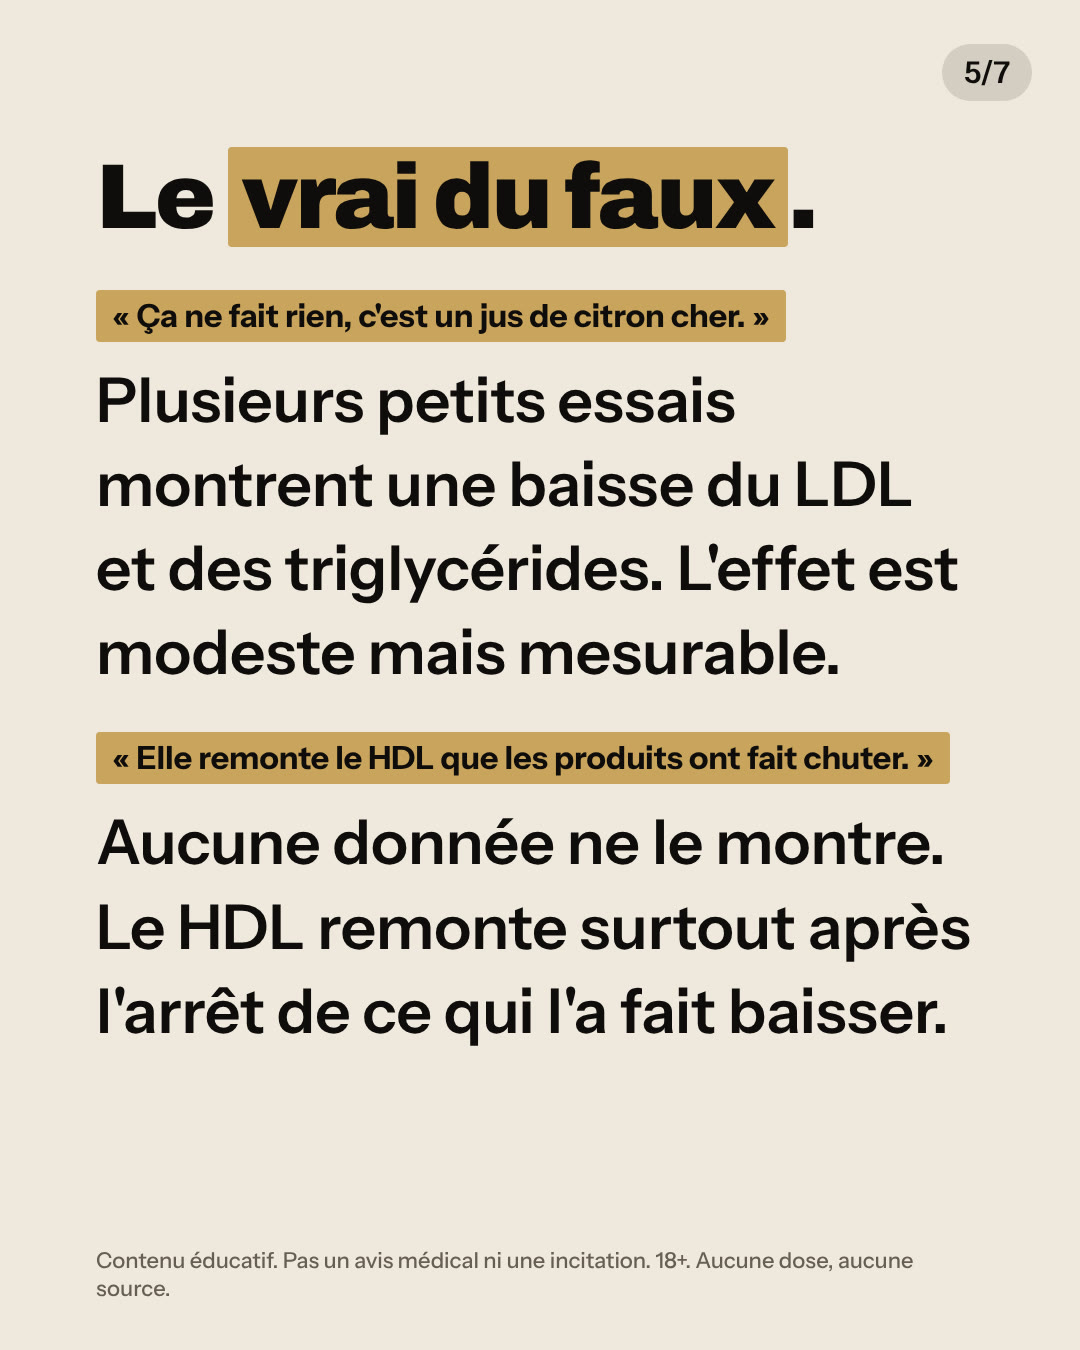 5/7
Le vrai du faux.
« Ça ne fait rien, c'est un jus de citron cher. »
Plusieurs petits essais
montrent une baisse du LDL
et des triglycérides. L'effet est
modeste mais mesurable.
« Elle remonte le HDL que les produits ont fait chuter. »
Aucune donnée ne le montre.
Le HDL remonte surtout après
l'arrêt de ce qui l'a fait baisser.
Contenu éducatif. Pas un avis médical ni une incitation. 18+. Aucune dose, aucune
source.